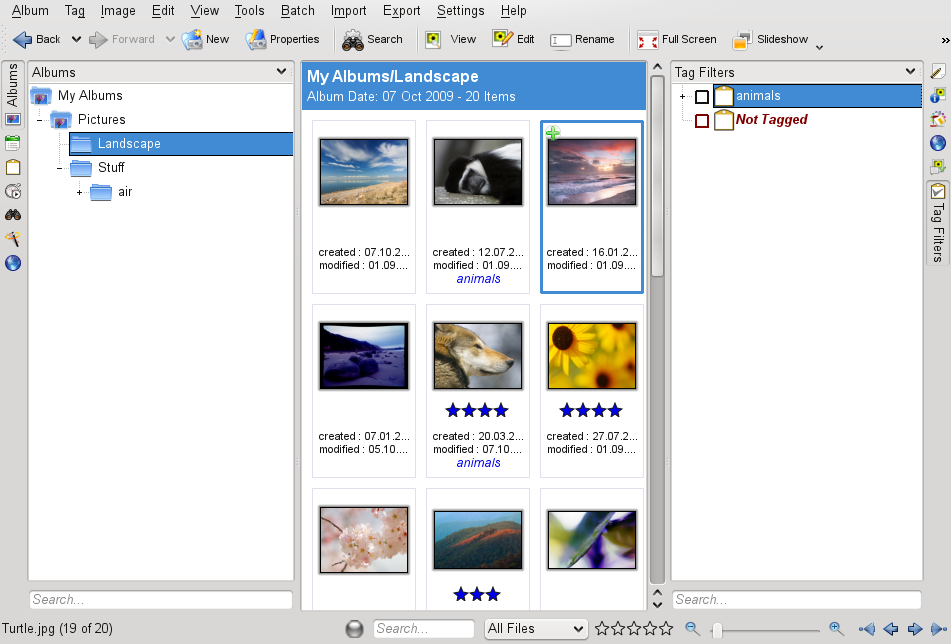 Album Tag Image Edit View Tools Batch Import Export Settings Help
Back Forward New Properties Search View Edit Rename Full Screen Slideshow »
Albums
Albums
My Albums
Pictures
Landscape
Stuff
air
Search...
My Albums/Landscape
Album Date: 07 Oct 2009 - 20 Items
created : 07.10.2...
modified : 01.09....
created : 12.07.2...
modified : 01.09....
animals
created : 16.01.2...
modified : 01.09....
created : 07.01.2...
modified : 05.10....
created : 20.03.2...
modified : 07.10....
animals
created : 27.07.2...
modified : 01.09....
Tag Filters
animals
Not Tagged
Search...
Tag Filters
Turtle.jpg (19 of 20)
Search...
All Files